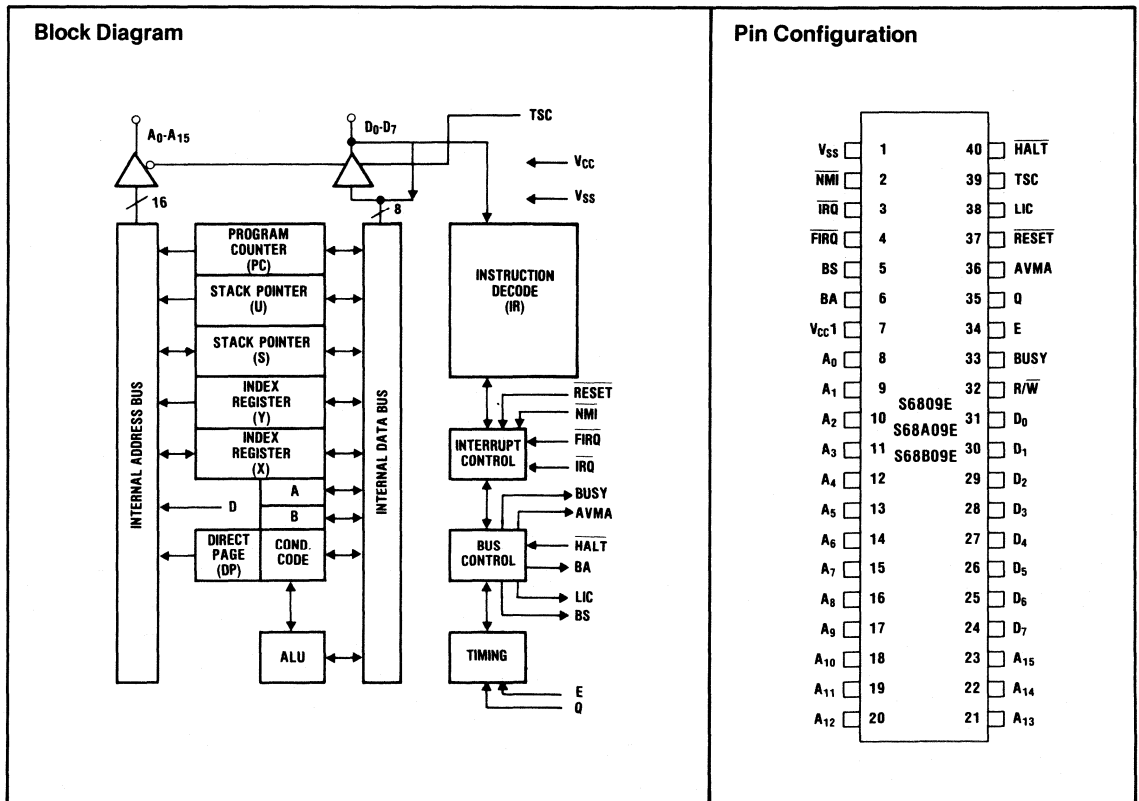 Block Diagram
A0-A15
D0-D7
TSC
VCC
VSS
16
8
INTERNAL ADDRESS BUS
PROGRAM
COUNTER
(PC)
STACK POINTER
(U)
STACK POINTER
(S)
INDEX
REGISTER
(Y)
INDEX
REGISTER
(X)
D
A
B
DIRECT
PAGE
(DP)
COND.
CODE
ALU
INTERNAL DATA BUS
INSTRUCTION
DECODE
(IR)
RESET
NMI
FIRQ
IRQ
INTERRUPT
CONTROL
BUSY
AVMA
HALT
BA
BUS
CONTROL
LIC
BS
TIMING
E
Q
Pin Configuration
VSS 1 40 HALT
NMI 2 39 TSC
IRQ 3 38 LIC
FIRQ 4 37 RESET
BS 5 36 AVMA
BA 6 35 Q
VCC1 7 34 E
A0 8 33 BUSY
A1 9 32 R/W
S6809E
A2 10 31 D0
S68A09E
A3 11 30 D1
S68B09E
A4 12 29 D2
A5 13 28 D3
A6 14 27 D4
A7 15 26 D5
A8 16 25 D6
A9 17 24 D7
A10 18 23 A15
A11 19 22 A14
A12 20 21 A13